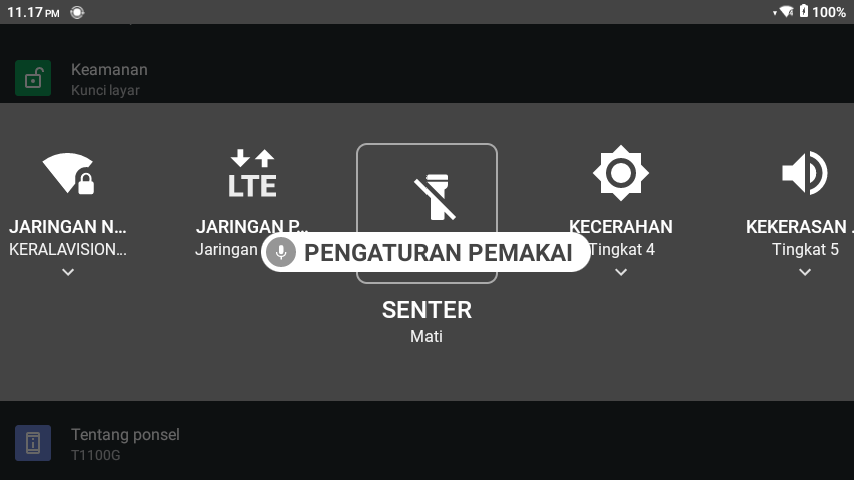 11.17 PM
100%
Keamanan
Kunci layar
JARINGAN N...
KERALAVISION...
LTE
JARINGAN P...
Jaringan
SENTER
Mati
KECERAHAN
Tingkat 4
KEKERASAN .
Tingkat 5
PENGATURAN PEMAKAI
Tentang ponsel
T1100G